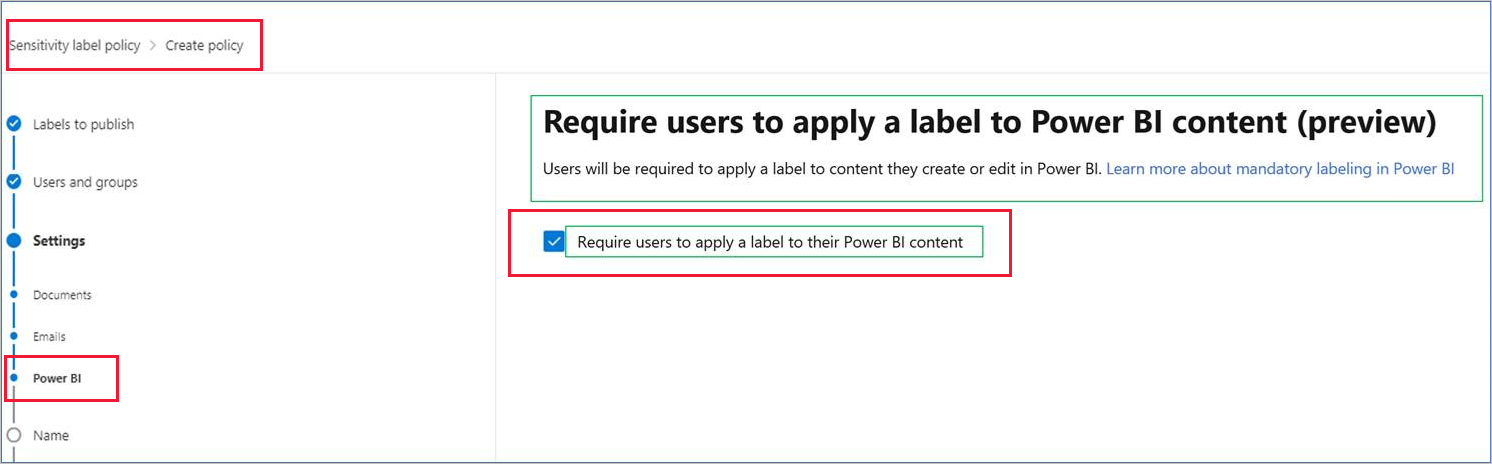 Sensitivity label policy > Create policy
Labels to publish
Users and groups
Settings
Documents
Emails
Power BI
Name
Require users to apply a label to Power BI content (preview)
Users will be required to apply a label to content they create or edit in Power BI. Learn more about mandatory labeling in Power BI
Require users to apply a label to their Power BI content